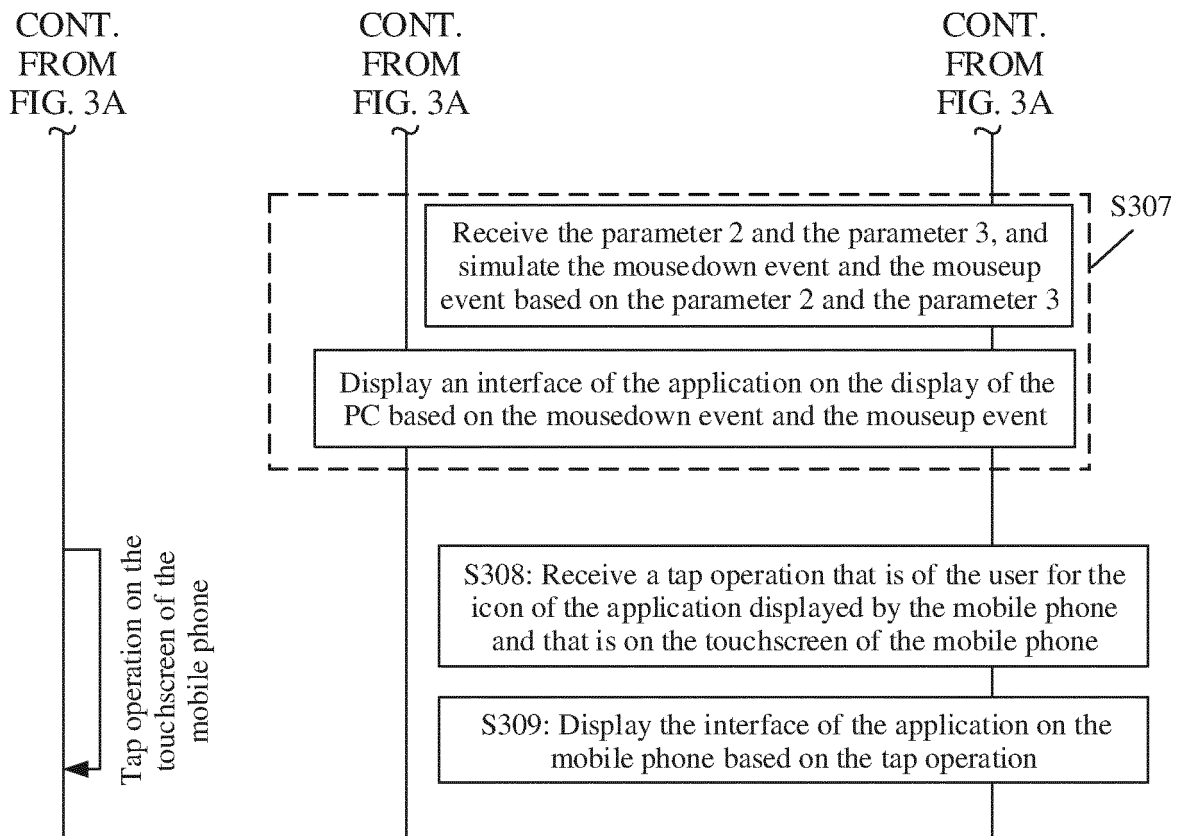 CONT.
FROM
FIG. 3A
CONT.
FROM
FIG. 3A
CONT.
FROM
FIG. 3A
S307
Receive the parameter 2 and the parameter 3, and
simulate the mousedown event and the mouseup
event based on the parameter 2 and the parameter 3
Display an interface of the application on the display of the
PC based on the mousedown event and the mouseup event
Tap operation on the
touchscreen of the
mobile phone
S308: Receive a tap operation that is of the user for the
icon of the application displayed by the mobile phone
and that is on the touchscreen of the mobile phone
S309: Display the interface of the application on the
mobile phone based on the tap operation